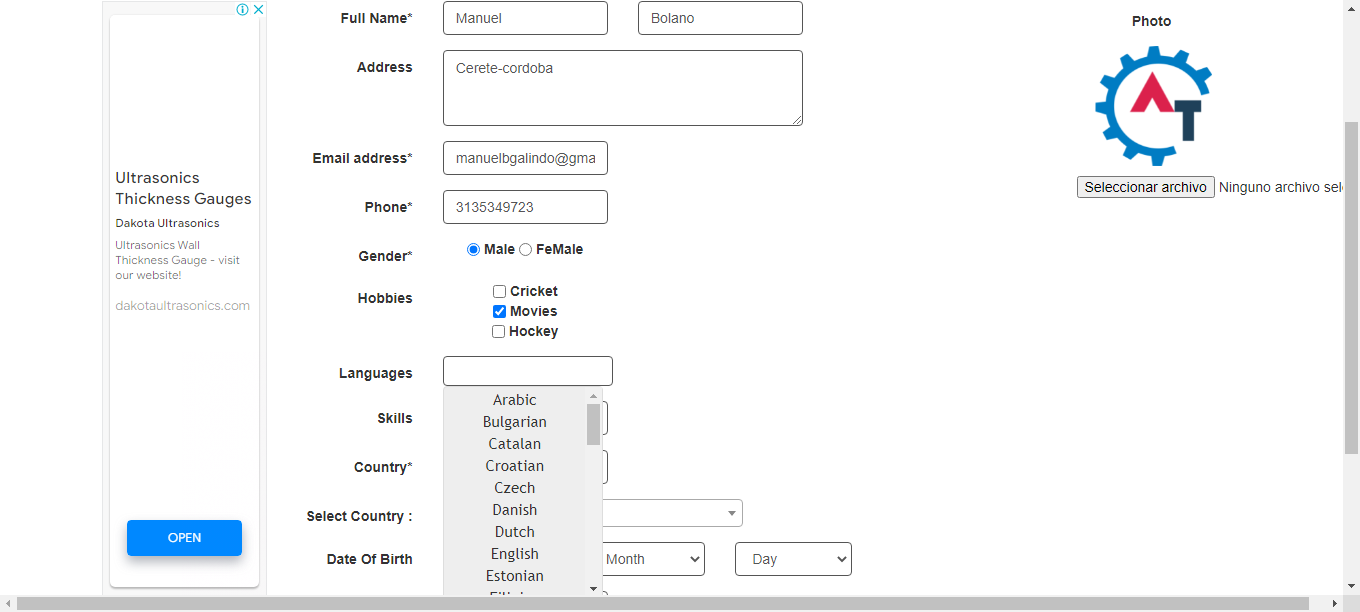 Full Name*
Manuel
Bolano
Photo
Address
Cerete-cordoba
AT
Email address*
manuelbgalindo@gma
Ultrasonics
Thickness Gauges
Dakota Ultrasonics
Ultrasonics Wall
Thickness Gauge - visit
our website!
dakotaultrasonics.com
OPEN
Seleccionar archivo Ninguno archivo sel
Phone*
3135349723
Gender*
Male FeMale
Hobbies
Cricket
Movies
Hockey
Languages
Arabic
Bulgarian
Catalan
Croatian
Czech
Danish
Dutch
English
Estonian
Skills
Country*
Select Country :
Date Of Birth
Month
Day